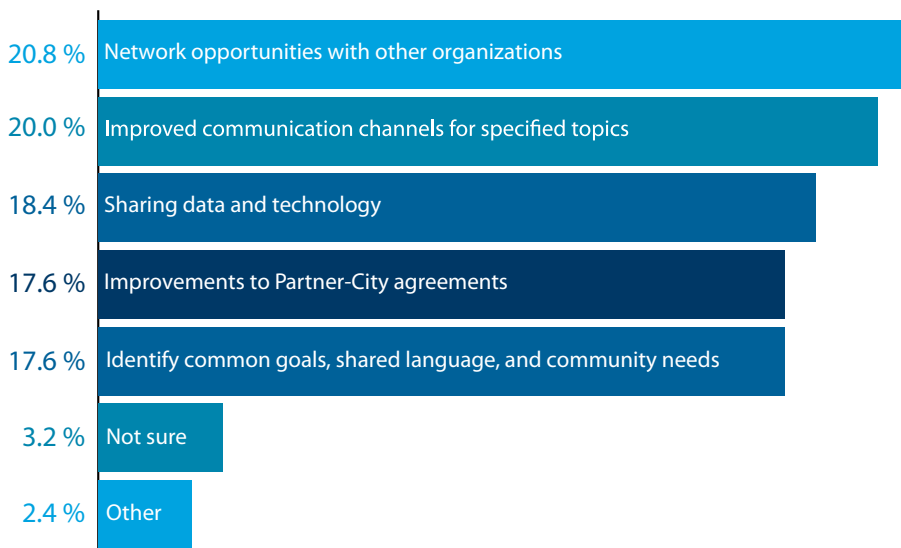 20.8 % Network opportunities with other organizations
20.0 % Improved communication channels for specified topics
18.4 % Sharing data and technology
17.6 % Improvements to Partner-City agreements
17.6 % Identify common goals, shared language, and community needs
3.2 % Not sure
2.4 % Other